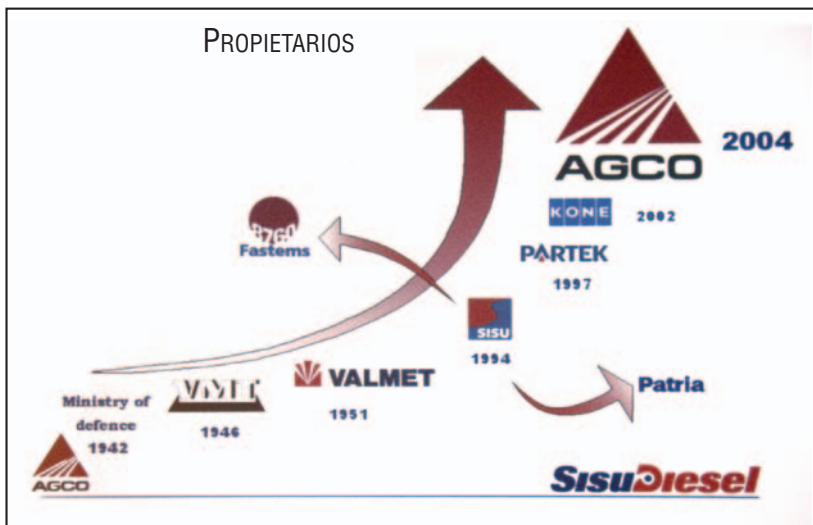 PROPIETARIOS
AGCO
2004
KONE
2002
PARTEK
1997
Fastems
SISU
1994
VALMET
1951
VMT
1946
Ministry of
defence
1942
Patria
AGCO
SISUDIESEL